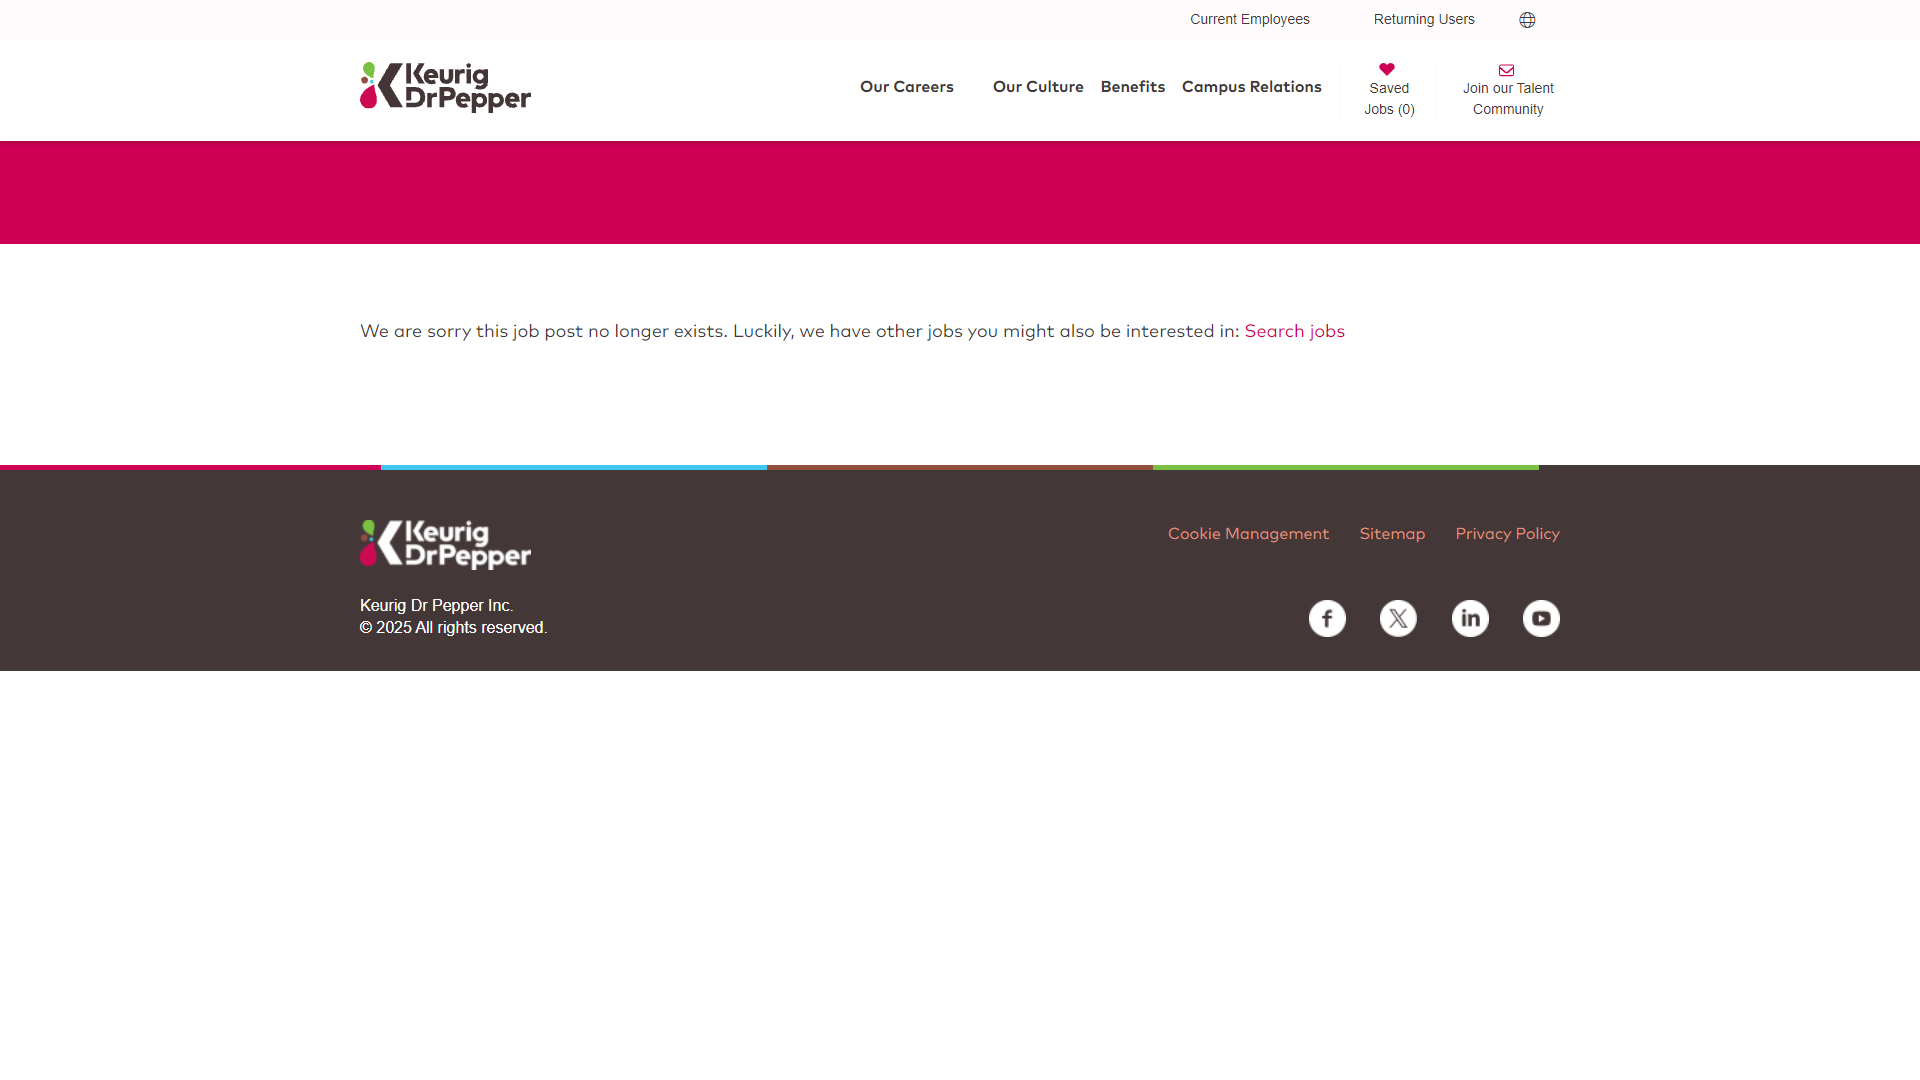 Current Employees
Returning Users
Keurig
DrPepper
Our Careers
Our Culture
Benefits
Campus Relations
Saved
Jobs (0)
Join our Talent
Community
We are sorry this job post no longer exists. Luckily, we have other jobs you might also be interested in: Search jobs
Keurig
DrPepper
Cookie Management
Sitemap
Privacy Policy
Keurig Dr Pepper Inc.
© 2025 All rights reserved.